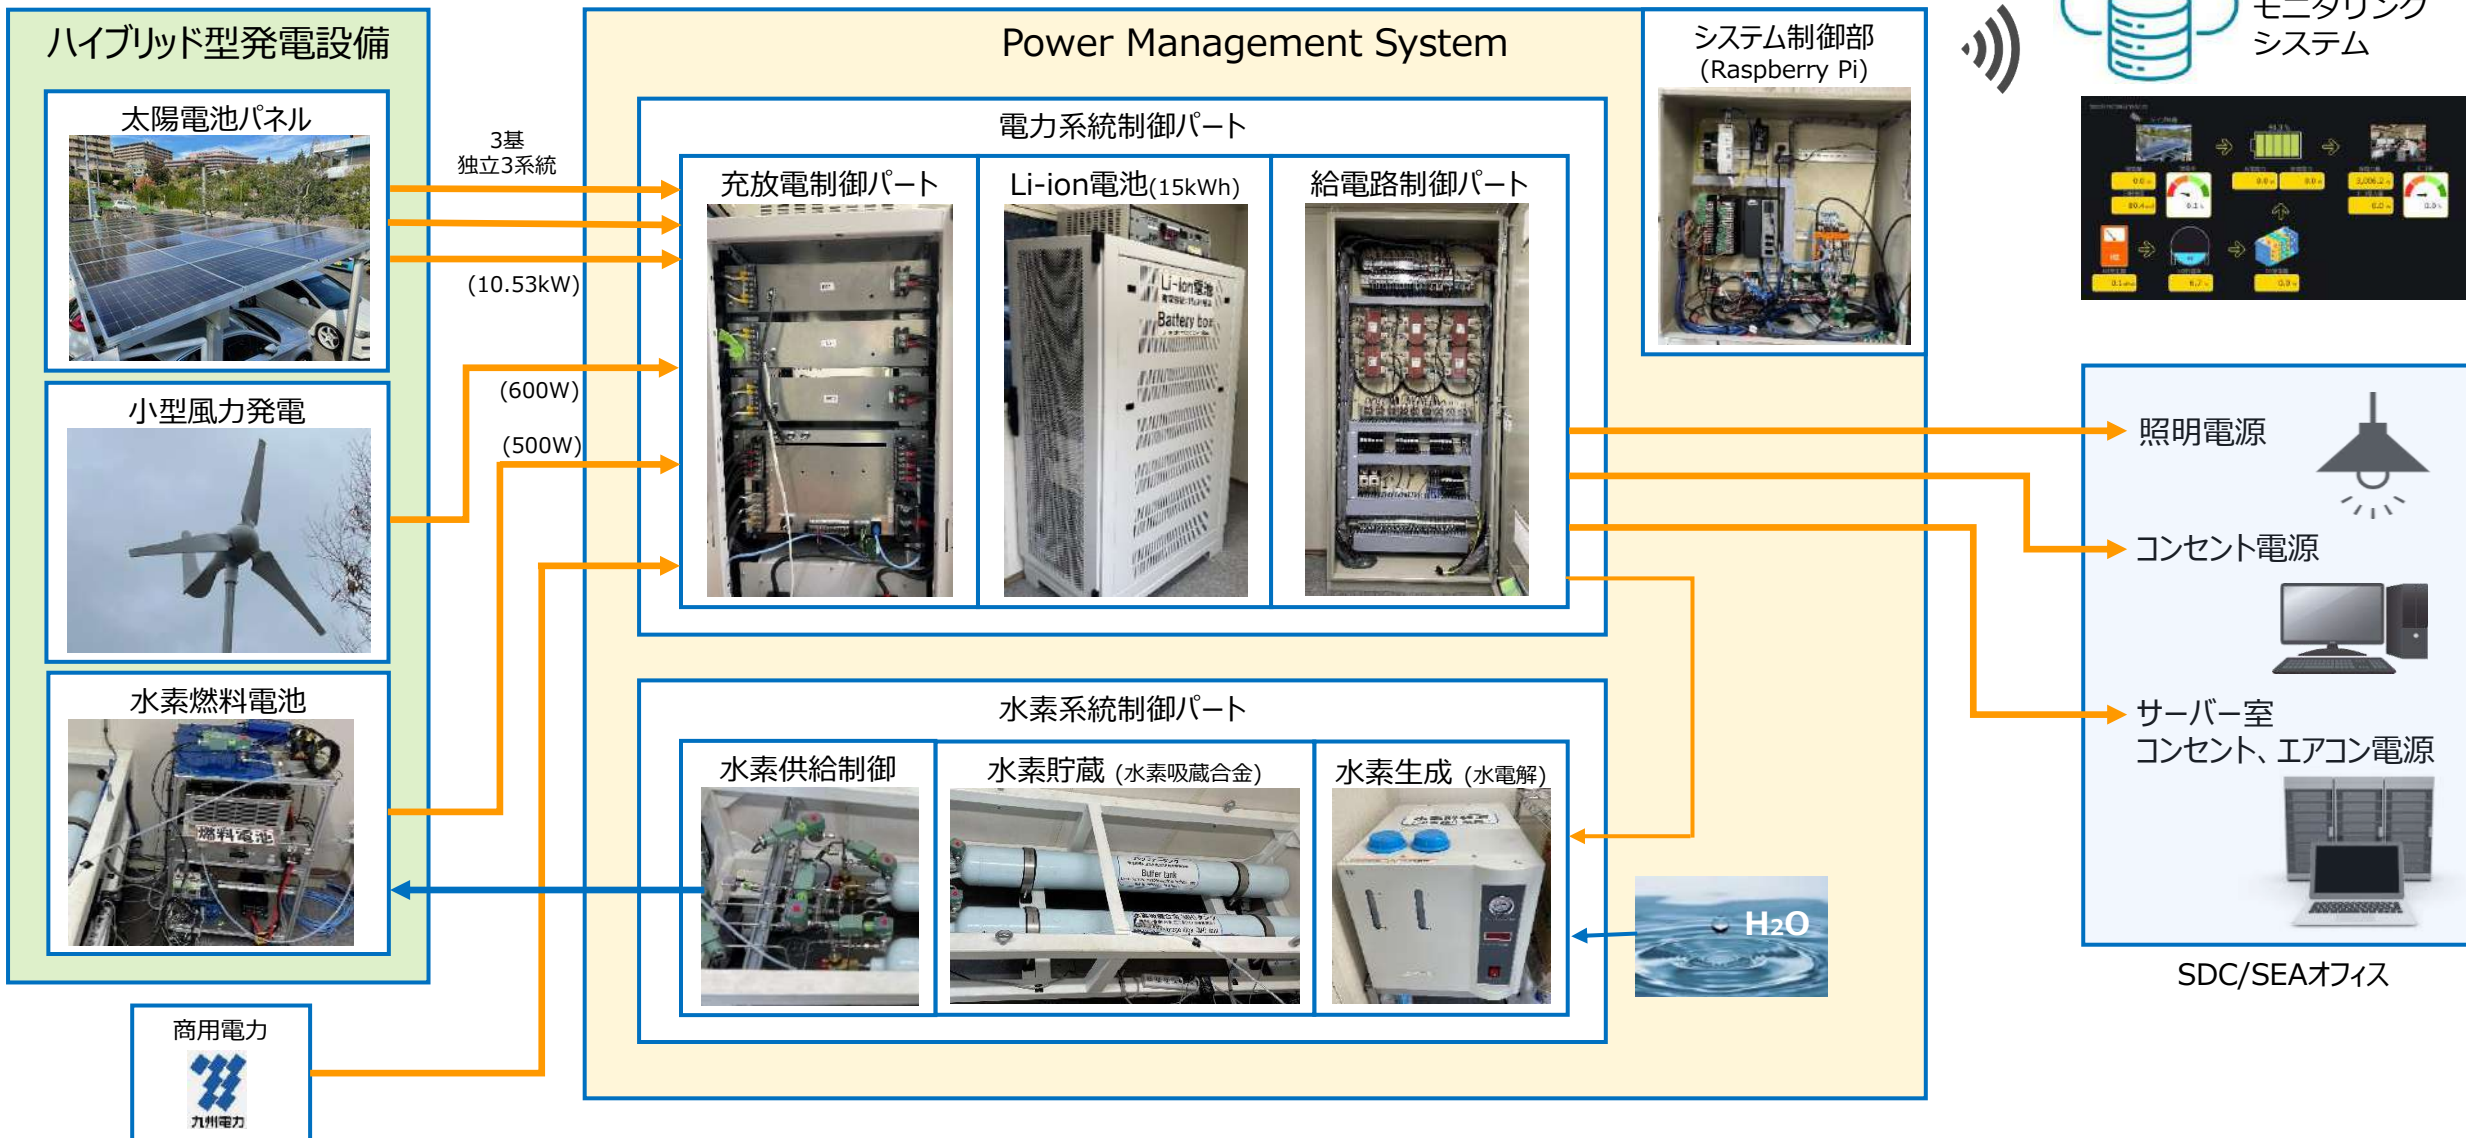 ハイブリッド型発電設備
太陽電池パネル
小型風力発電
水素燃料電池
燃料電池
商用電力
九州電力
3基
独立3系統
(10.53kW)
(600W)
(500W)
Power Management System
電力系統制御パート
充放電制御パート
Li-ion電池(15kWh)
Li-ion電池
Battery box
給電路制御パート
システム制御部
(Raspberry Pi)
水素系統制御パート
水素供給制御
水素貯蔵 (水素吸蔵合金)
Buffer tank
水素生成 (水電解)
H2O
モニタリング
システム
照明電源
コンセント電源
サーバー室
コンセント、エアコン電源
SDC/SEAオフィス